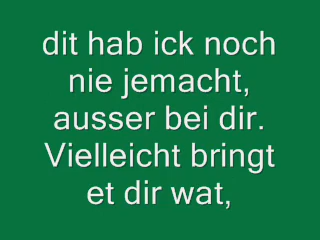 dit hab ick noch
nie jemacht,
ausser bei dir.
Vielleicht bringt
et dir wat,